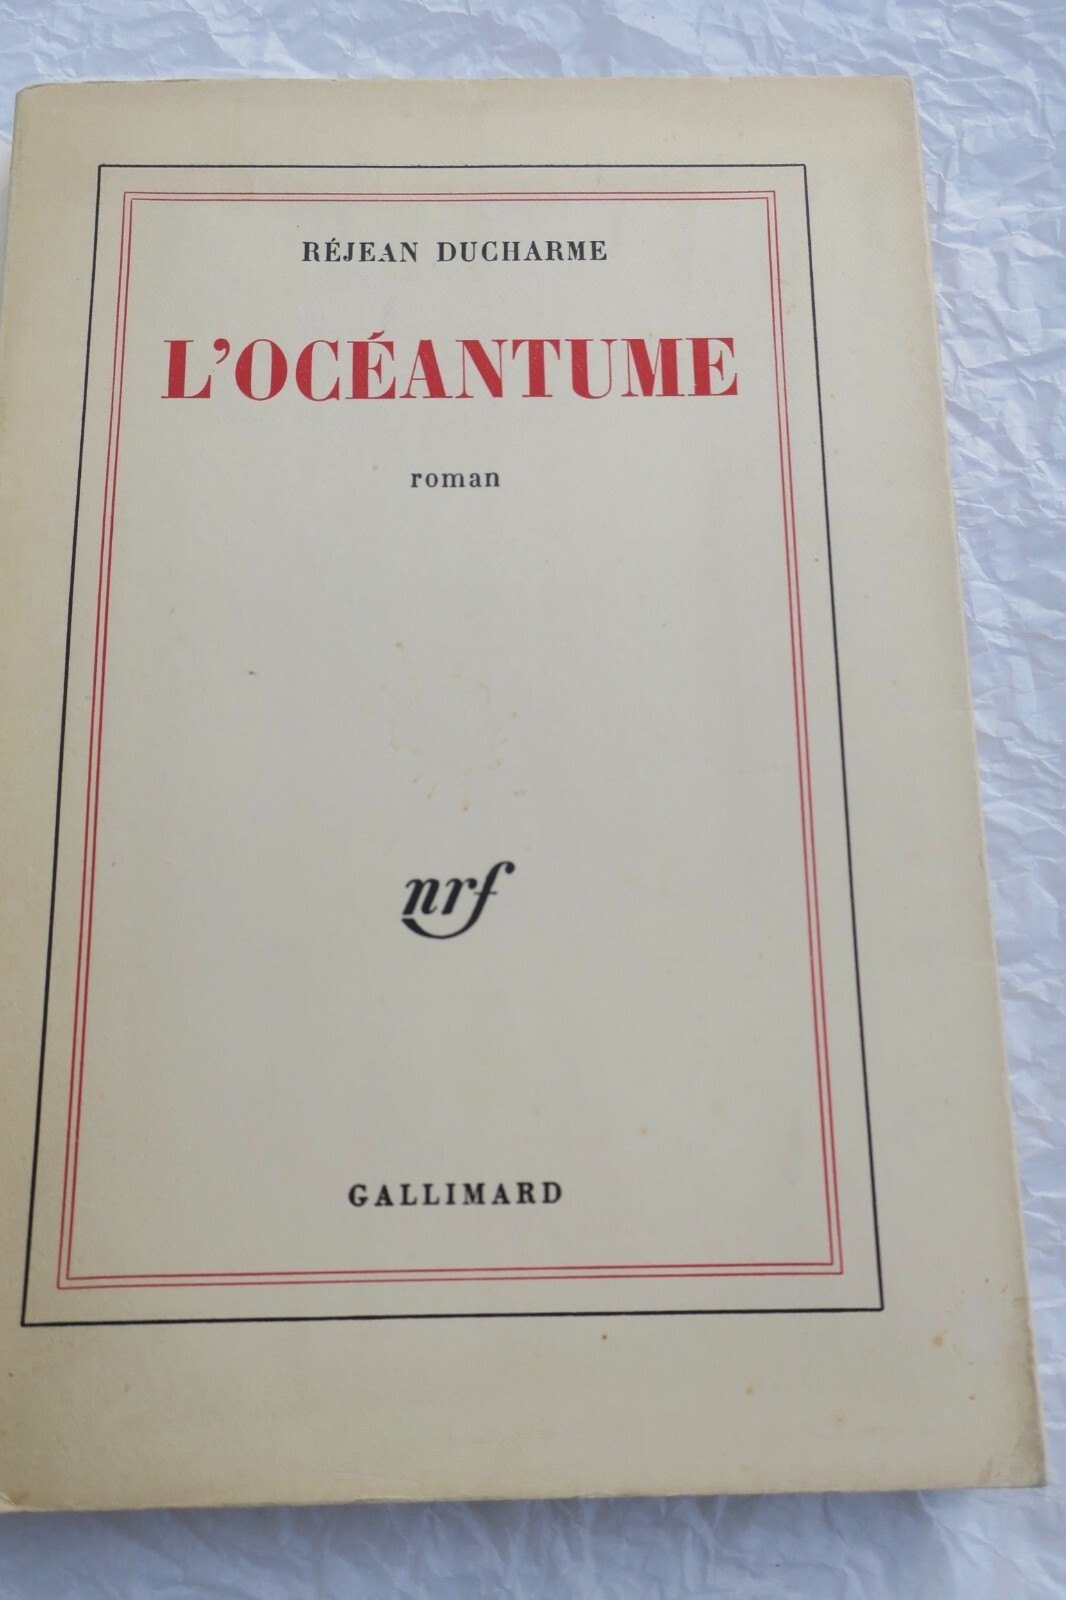 RÉJEAN DUCHARME
L'OCÉANTUME
roman
nrf
GALLIMARD